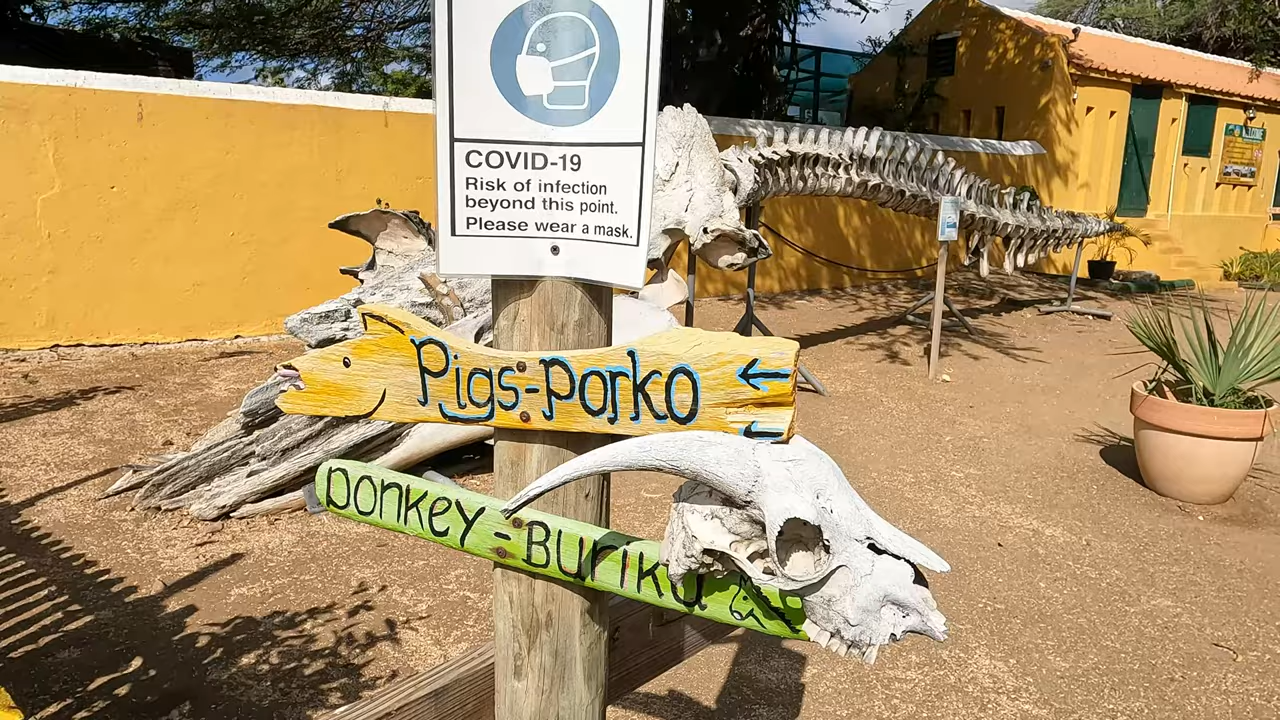 COVID-19
Risk of infection
beyond this point.
Please wear a mask.
Pigs-Porko
Donkey-Buriku